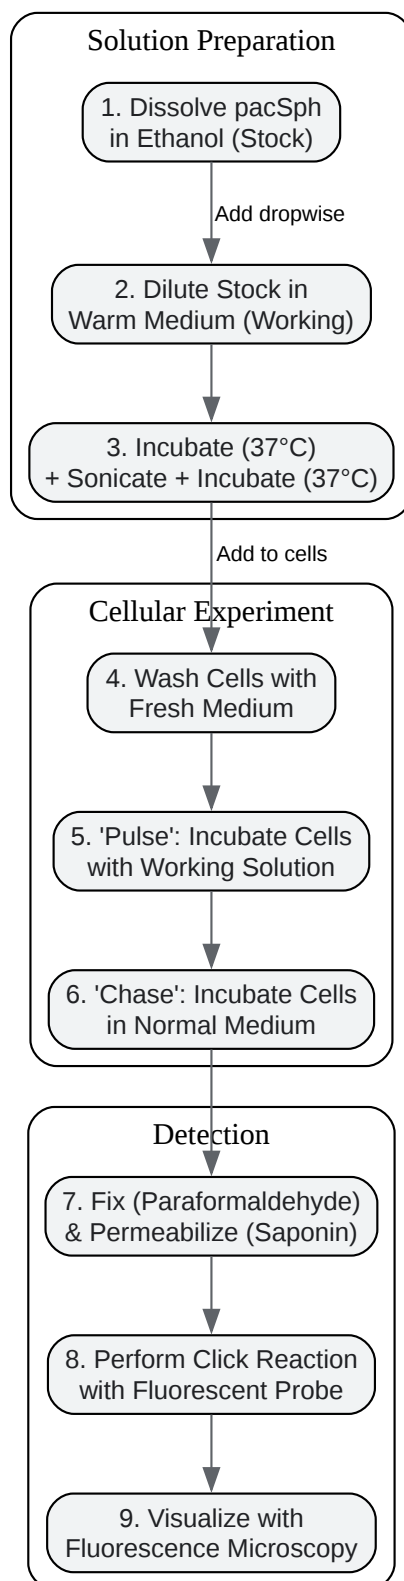 Solution Preparation
1. Dissolve pacSph
in Ethanol (Stock)
Add dropwise
2. Dilute Stock in
Warm Medium (Working)
3. Incubate (37°C)
+ Sonicate + Incubate (37°C)
Add to cells
Cellular Experiment
4. Wash Cells with
Fresh Medium
5. 'Pulse': Incubate Cells
with Working Solution
6. 'Chase': Incubate Cells
in Normal Medium
Detection
7. Fix (Paraformaldehyde)
& Permeabilize (Saponin)
8. Perform Click Reaction
with Fluorescent Probe
9. Visualize with
Fluorescence Microscopy